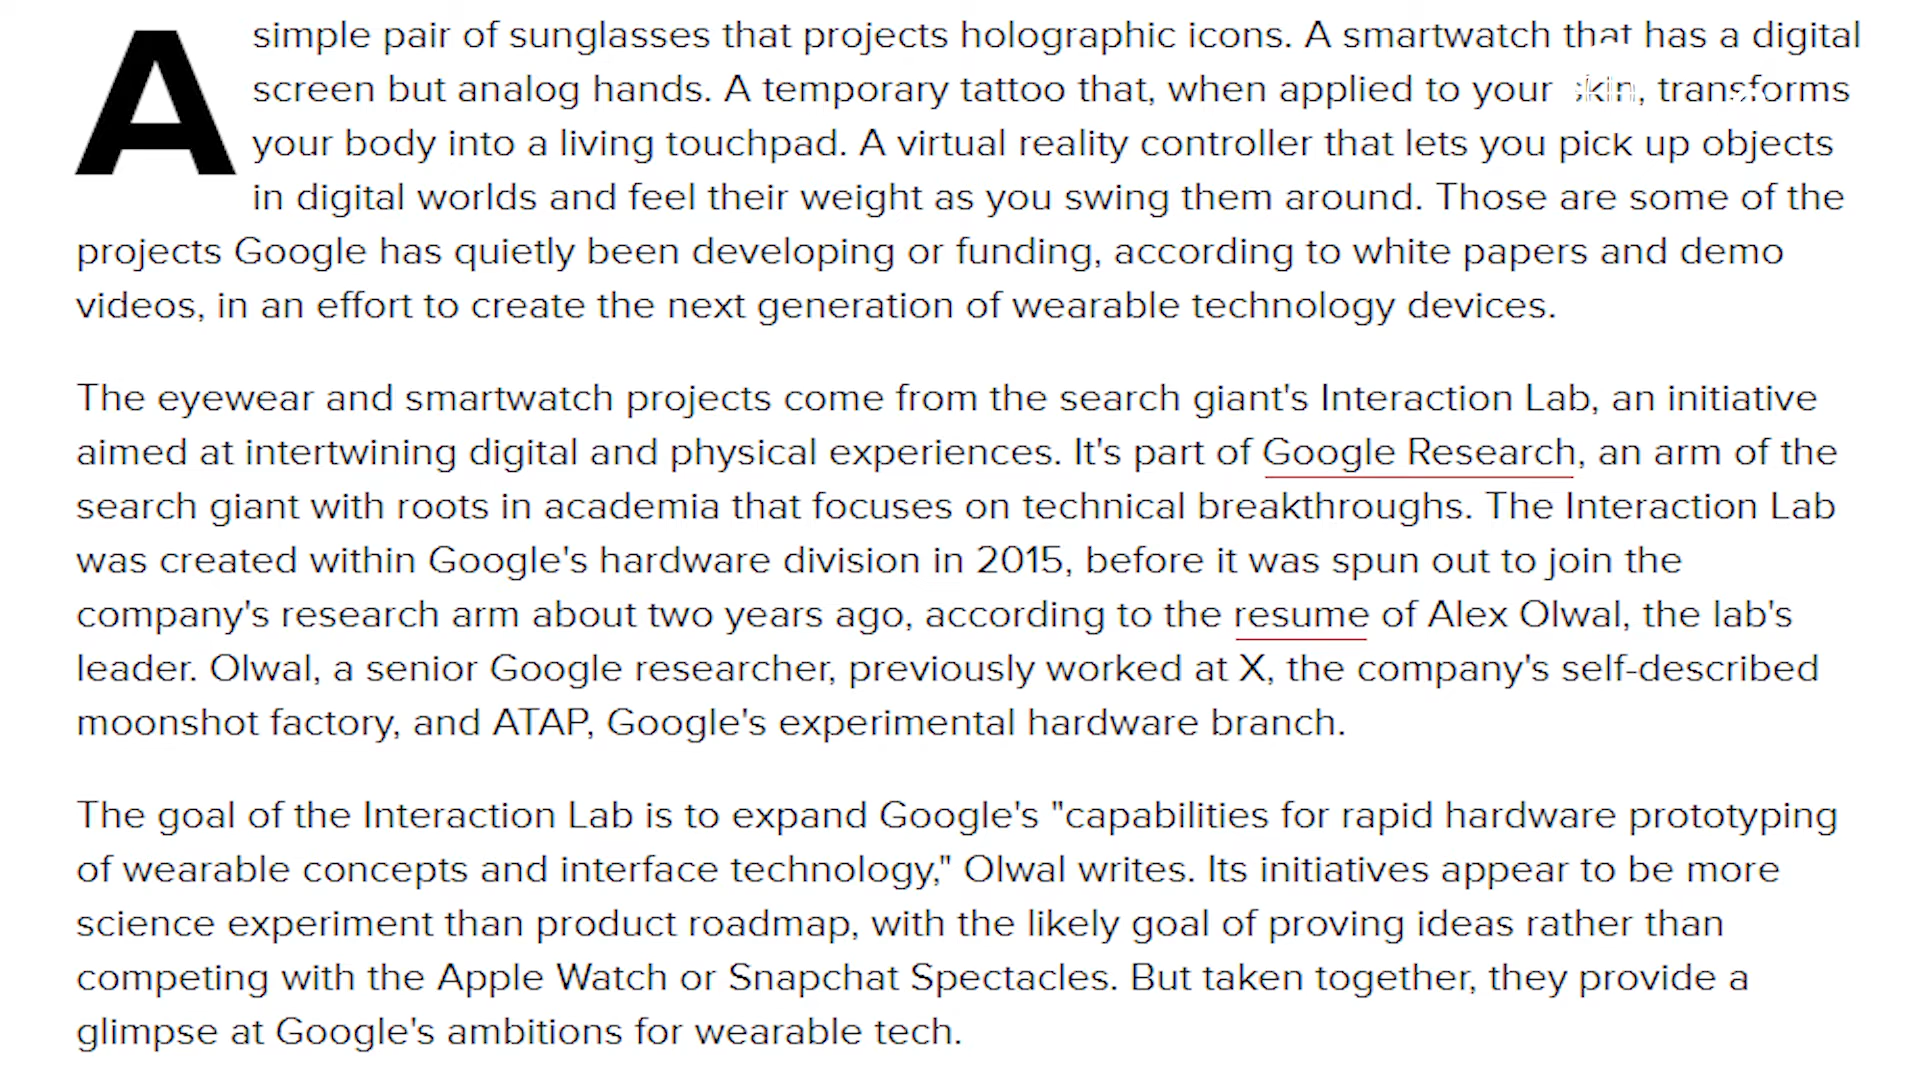 A simple pair of sunglasses that projects holographic icons. A smartwatch that has a digital
screen but analog hands. A temporary tattoo that, when applied to your skin, transforms
your body into a living touchpad. A virtual reality controller that lets you pick up objects
in digital worlds and feel their weight as you swing them around. Those are some of the
projects Google has quietly been developing or funding, according to white papers and demo
videos, in an effort to create the next generation of wearable technology devices.
The eyewear and smartwatch projects come from the search giant's Interaction Lab, an initiative
aimed at intertwining digital and physical experiences. It's part of Google Research, an arm of the
search giant with roots in academia that focuses on technical breakthroughs. The Interaction Lab
was created within Google's hardware division in 2015, before it was spun out to join the
company's research arm about two years ago, according to the resume of Alex Olwal, the lab's
leader. Olwal, a senior Google researcher, previously worked at X, the company's self-described
moonshot factory, and ATAP, Google's experimental hardware branch.
The goal of the Interaction Lab is to expand Google's "capabilities for rapid hardware prototyping
of wearable concepts and interface technology," Olwal writes. Its initiatives appear to be more
science experiment than product roadmap, with the likely goal of proving ideas rather than
competing with the Apple Watch or Snapchat Spectacles. But taken together, they provide a
glimpse at Google's ambitions for wearable tech.